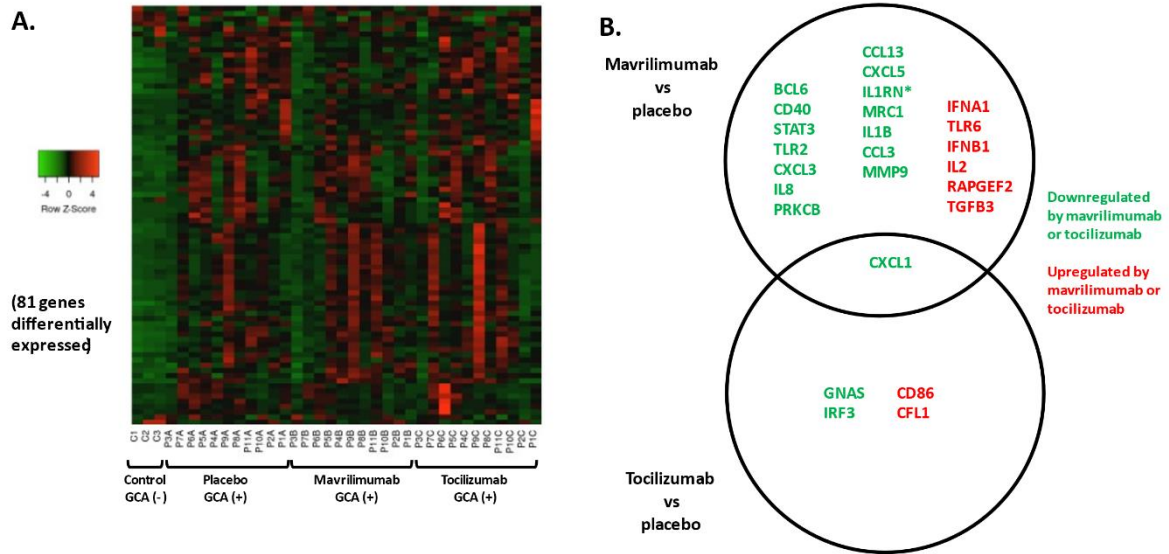 A.
-4 0 4
Row Z-Score
(81 genes
differentially
expressed)
C1 C2 C3 P3A P7A P6A P5A P4A P9A P8A P11A P10A P2A P1A P3B P7B P6B P5B P4B P9B P8B P11B P10B P2B P1B P3C P7C P6C P5C P4C P9C P8C P11C P10C P2C P1C
Control
GCA (-)
Placebo
GCA (+)
Mavrilimumab
GCA (+)
Tocilizumab
GCA (+)
B.
Mavrilimumab
vs
placebo
BCL6
CD40
STAT3
TLR2
CXCL3
IL8
PRKCB
CCL13
CXCL5
IL1RN*
MRC1
IL1B
CCL3
MMP9
IFNA1
TLR6
IFNB1
IL2
RAPGEF2
TGFB3
Downregulated
by mavrilimumab
or tocilizumab
Upregulated by
mavrilimumab or
tocilizumab
CXCL1
GNAS
IRF3
CD86
CFL1
Tocilizumab
vs
placebo